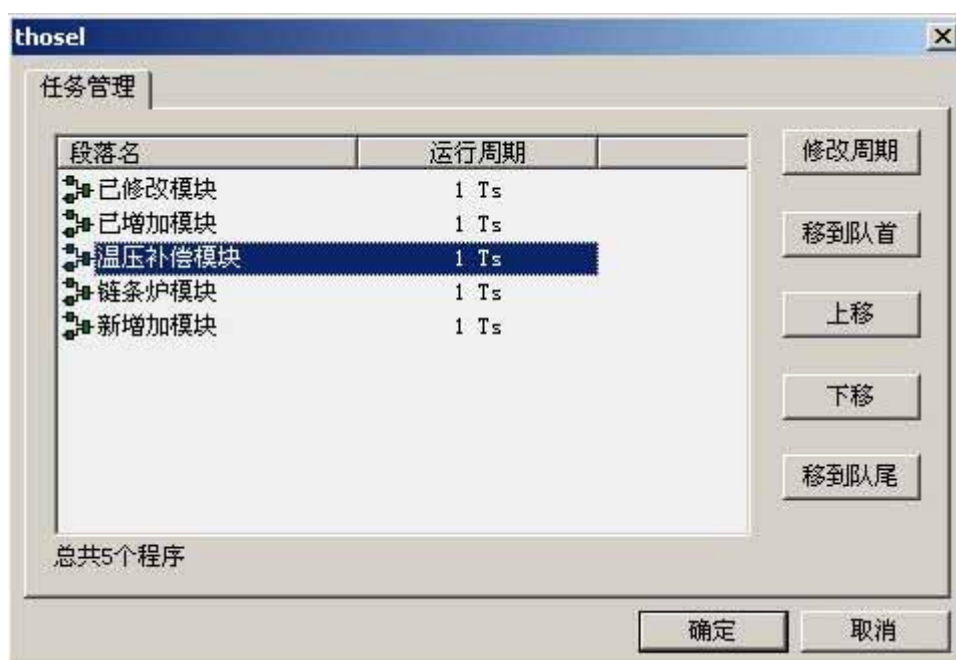 thosel
任务管理
段落名 运行周期
已修改模块 1 Ts
已增加模块 1 Ts
温压补偿模块 1 Ts
链条炉模块 1 Ts
新增加模块 1 Ts
总共5个程序
修改周期
移到队首
上移
下移
移到队尾
确定 取消